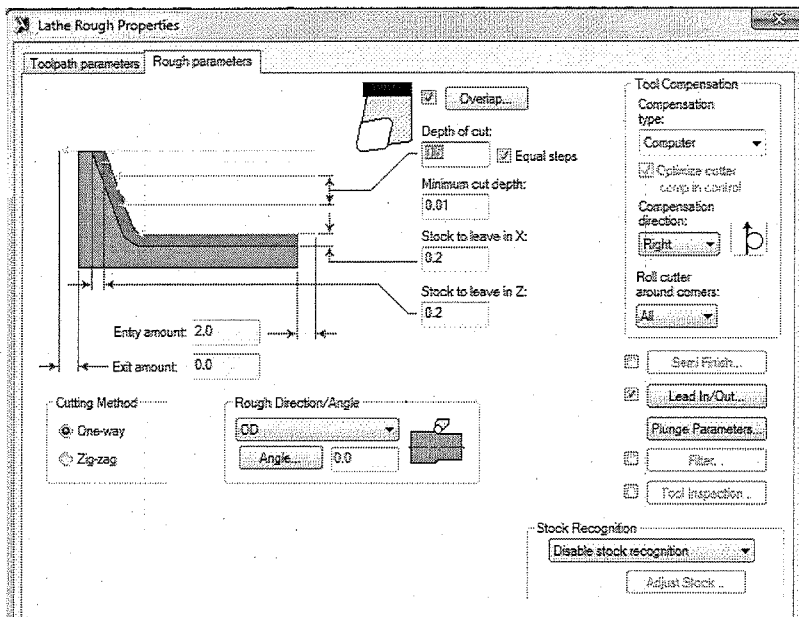 Lathe Rough Properties
Toolpath parameters
Rough parameters
Overlap...
Depth of cut:
Equal steps
Minimum cut depth:
0.01
Stock to leave in X:
0.2
Stock to leave in Z:
0.2
Entry amount: 2.0
Exit amount: 0.0
Cutting Method
One-way
Zig-zag
Rough Direction/Angle
OD
Angle... 0.0
Tool Compensation
Compensation
type:
Computer
Optimize cutter
comp in control
Compensation
direction:
Right
Roll cutter
around corners:
All
Semi Finish...
Lead In/Out...
Plunge Parameters...
Filter...
Tool Inspection...
Stock Recognition
Disable stock recognition
Adjust Stock...